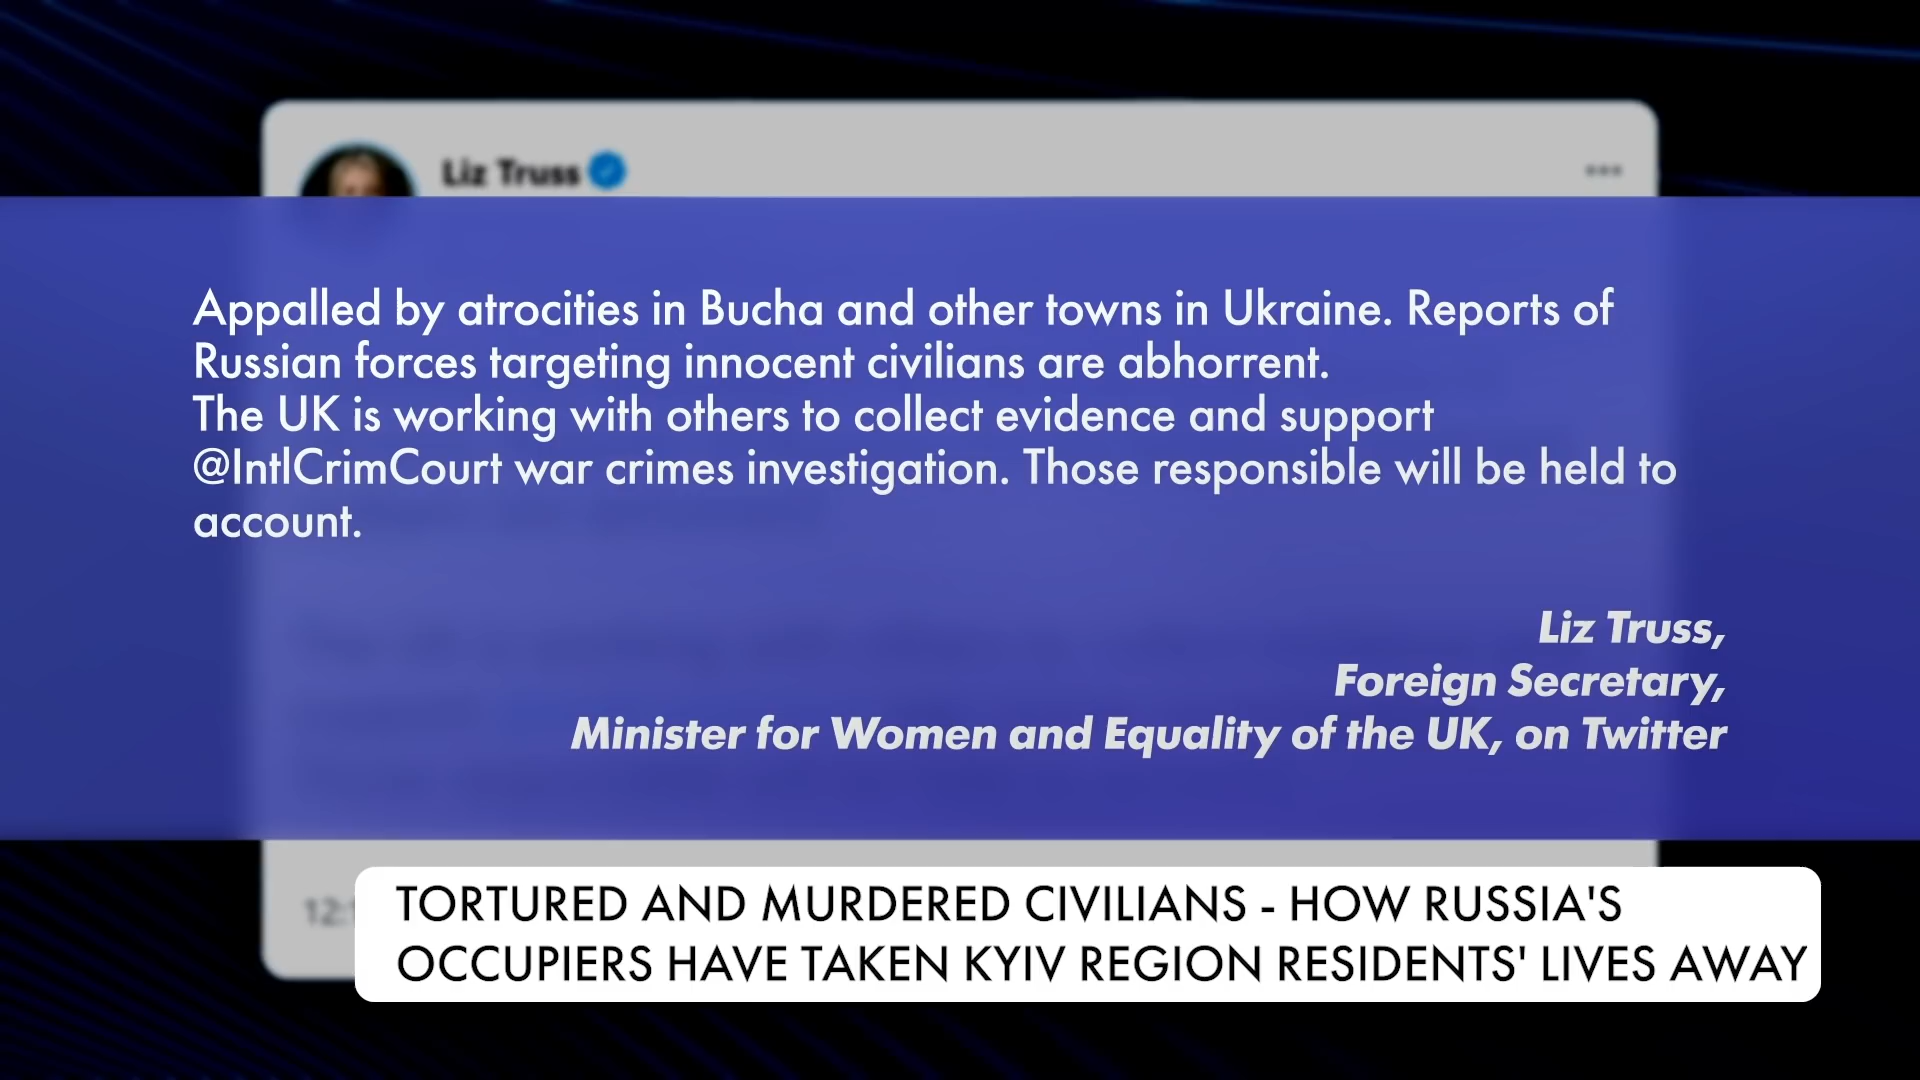 Liz Truss
Appalled by atrocities in Bucha and other towns in Ukraine. Reports of
Russian forces targeting innocent civilians are abhorrent.
The UK is working with others to collect evidence and support
@IntlCrimCourt war crimes investigation. Those responsible will be held to
account.
Liz Truss,
Foreign Secretary,
Minister for Women and Equality of the UK, on Twitter
TORTURED AND MURDERED CIVILIANS - HOW RUSSIA'S
OCCUPIERS HAVE TAKEN KYIV REGION RESIDENTS' LIVES AWAY